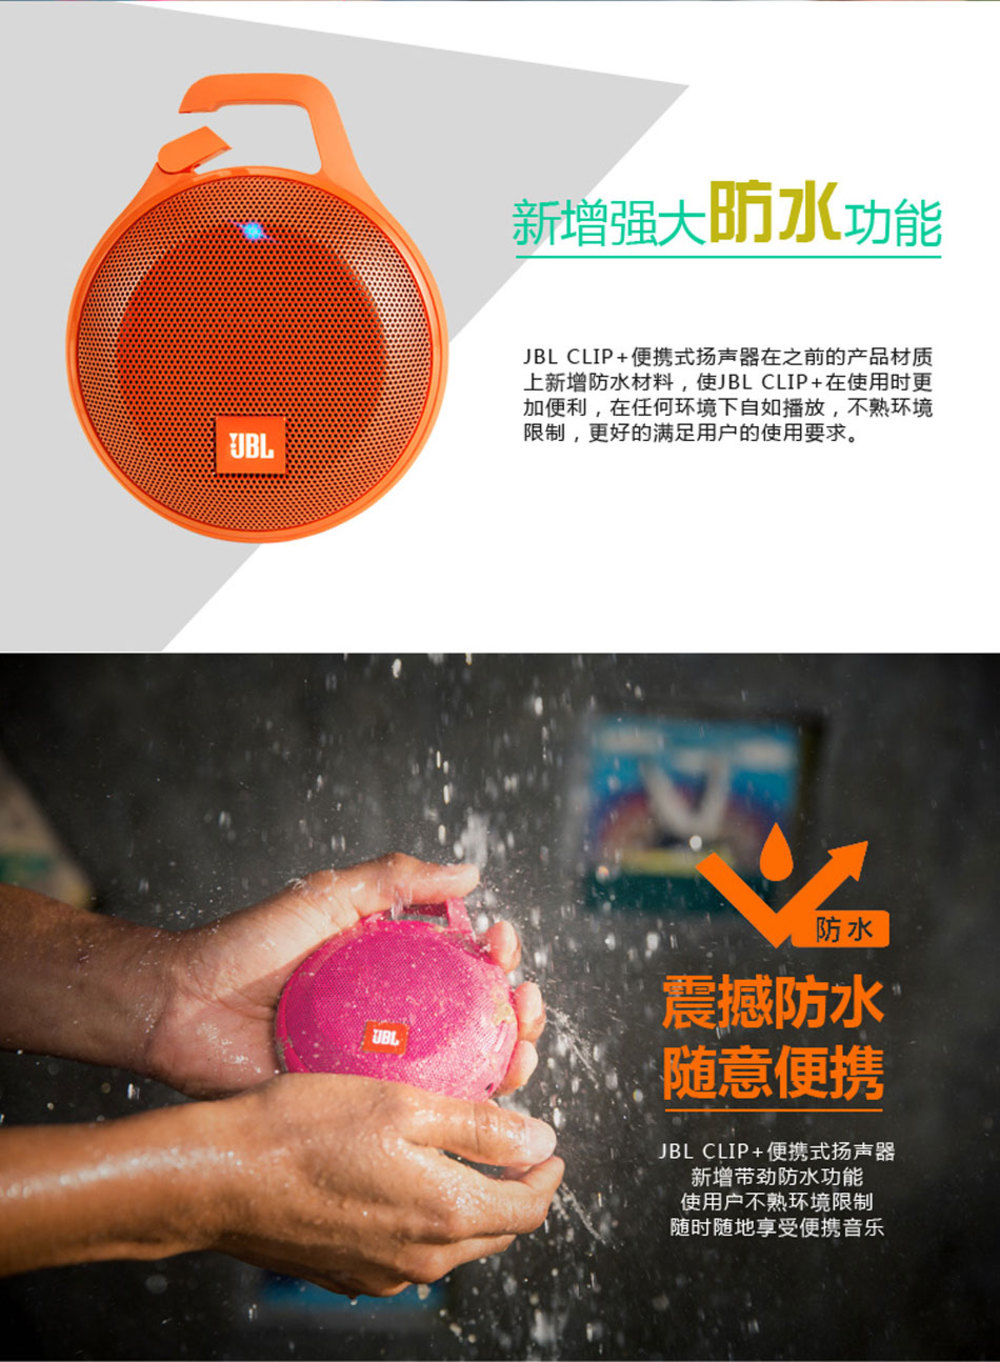 新增强大防水功能
JBL CLIP+便携式扬声器在之前的产品材质
上新增防水材料，使JBL CLIP+在使用时更
加便利，在任何环境下自如播放，不熟环境
限制，更好的满足用户的使用要求。
JBL
防水
震撼防水
随意便携
JBL
JBL CLIP+便携式扬声器
新增带劲防水功能
使用户不熟环境限制
随时随地享受便携音乐